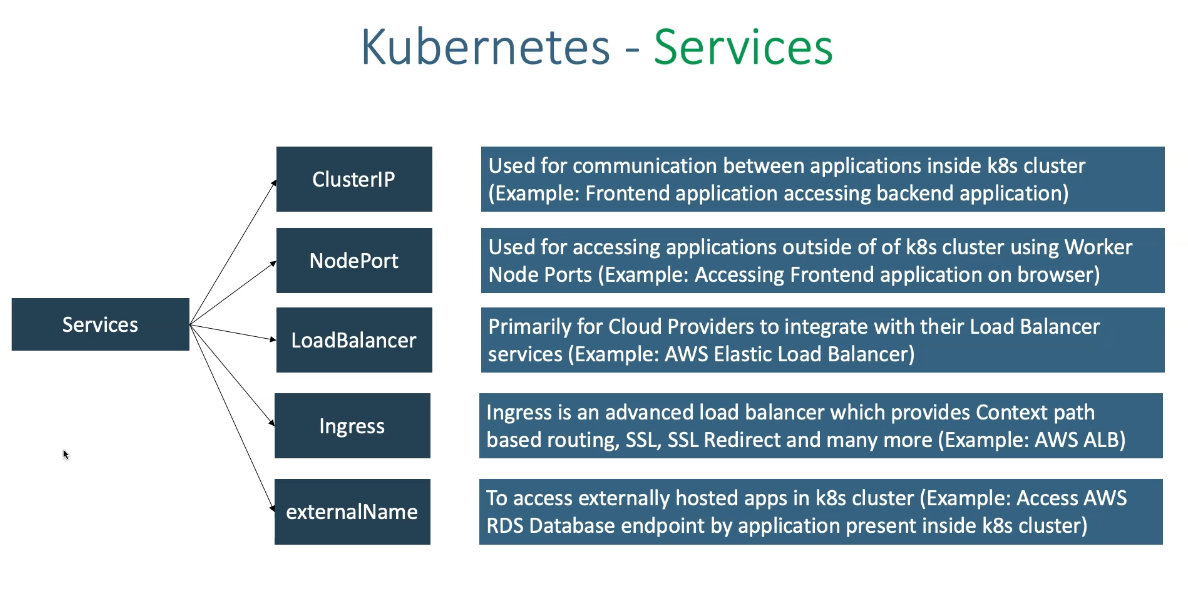 Kubernetes - Services
Services
ClusterIP
Used for communication between applications inside k8s cluster
(Example: Frontend application accessing backend application)
NodePort
Used for accessing applications outside of of k8s cluster using Worker
Node Ports (Example: Accessing Frontend application on browser)
LoadBalancer
Primarily for Cloud Providers to integrate with their Load Balancer
services (Example: AWS Elastic Load Balancer)
Ingress
Ingress is an advanced load balancer which provides Context path
based routing, SSL, SSL Redirect and many more (Example: AWS ALB)
externalName
To access externally hosted apps in k8s cluster (Example: Access AWS
RDS Database endpoint by application present inside k8s cluster)